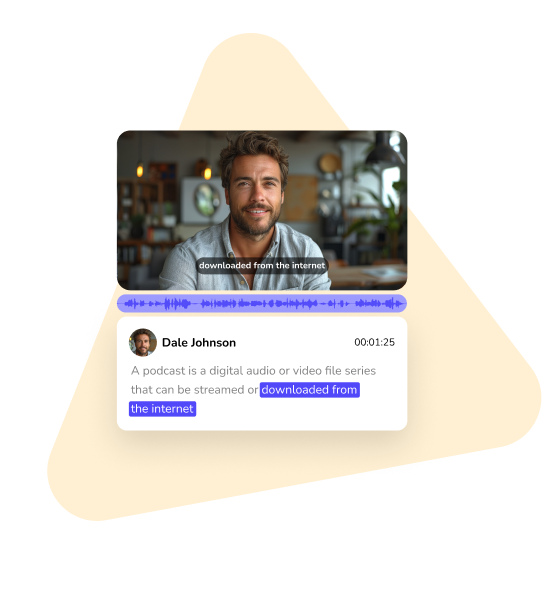 downloaded from the internet
Dale Johnson
00:01:25
A podcast is a digital audio or video file series
that can be streamed or downloaded from
the internet